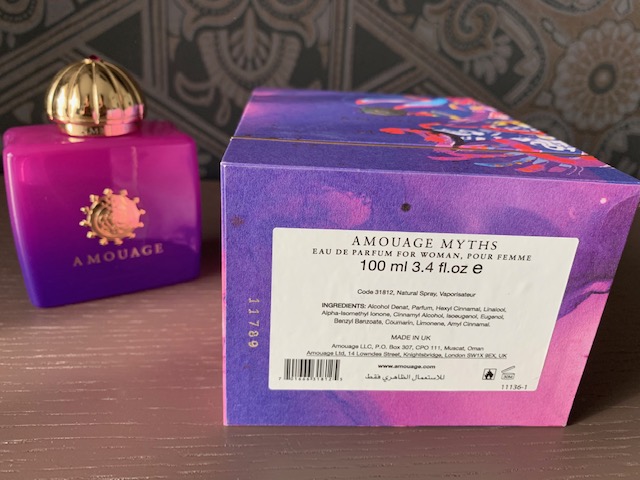 AMOUAGE
AMOUAGE MYTHS
EAU DE PARFUM FOR WOMAN, POUR FEMME
100 ml 3.4 fl.oz e
Code 31812, Natural Spray, Vaporisateur
INGREDIENTS: Alcohol Denat, Parfum, Hexyl Cinnamal, Linalool,
Alpha-Isomethyl Ionone, Cinnamyl Alcohol, Isoeugenol, Eugenol,
Benzyl Benzoate, Coumarin, Limonene, Amyl Cinnamal.
MADE IN UK
Amouage LLC, P.O. Box 307, CPO 111, Muscat, Oman
Amouage Ltd, 14 Lowndes Street, Knightsbridge, London SW1X 9EX, UK
www.amouage.com
للاستعمال الظاهري فقط.
11136-1
11789